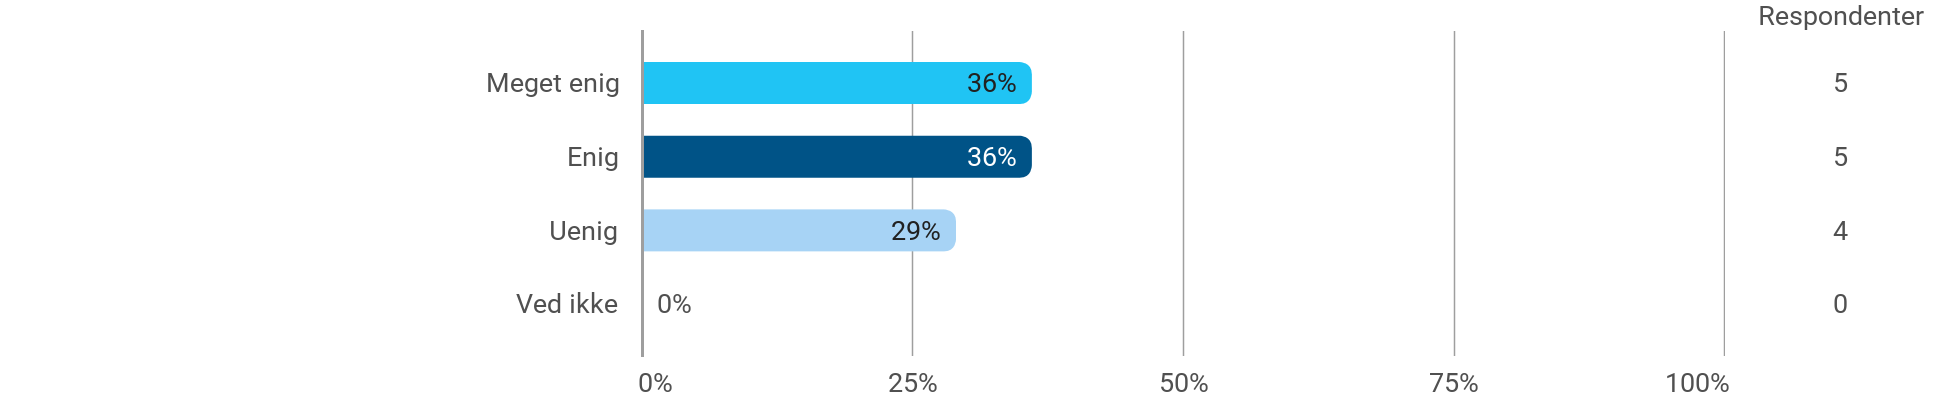 Respondenter
Meget enig 36% 5
Enig 36% 5
Uenig 29% 4
Ved ikke 0% 0
0% 25% 50% 75% 100%